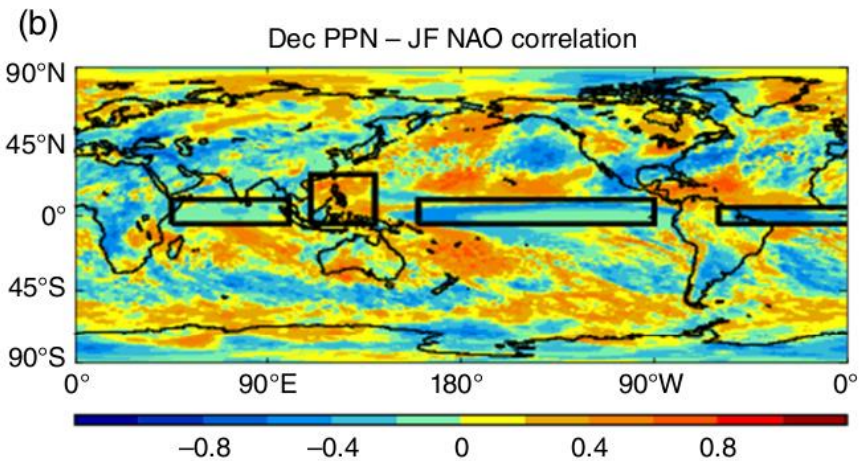 (b)
Dec PPN – JF NAO correlation
90°N
45°N
0°
45°S
90°S
0° 90°E 180° 90°W 0°
–0.8 –0.4 0 0.4 0.8